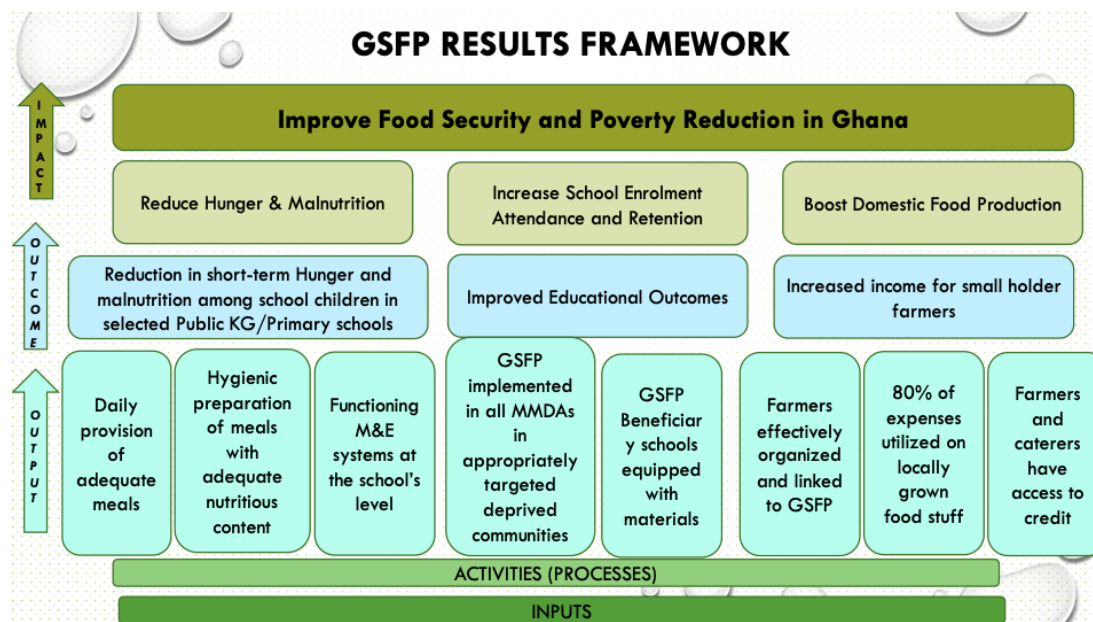 GSFP RESULTS FRAMEWORK
IMPACT
Improve Food Security and Poverty Reduction in Ghana
Reduce Hunger & Malnutrition
Increase School Enrolment
Attendance and Retention
Boost Domestic Food Production
OUTCOME
Reduction in short-term Hunger and
malnutrition among school children in
selected Public KG/Primary schools
Improved Educational Outcomes
Increased income for small holder
farmers
OUTPUT
Daily
provision
of
adequate
meals
Hygienic
preparation
of meals
with
adequate
nutritious
content
Functioning
M&E
systems at
the school's
level
GSFP
implemented
in all MMDAs
in
appropriately
targeted
deprived
communities
GSFP
Beneficiar
y schools
equipped
with
materials
Farmers
effectively
organized
and linked
to GSFP
80% of
expenses
utilized on
locally
grown
food stuff
Farmers
and
caterers
have
access to
credit
ACTIVITIES (PROCESSES)
INPUTS